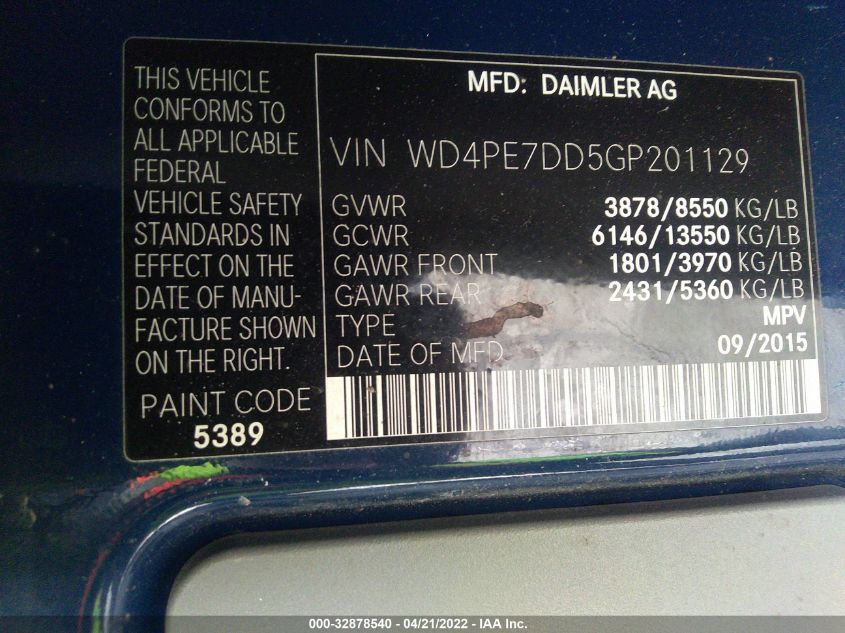 THIS VEHICLE
CONFORMS TO
ALL APPLICABLE
FEDERAL
VEHICLE SAFETY
STANDARDS IN
EFFECT ON THE
DATE OF MANU-
FACTURE SHOWN
ON THE RIGHT.
PAINT CODE
5389
MFD: DAIMLER AG
VIN WD4PE7DD5GP201129
GVWR 3878/8550 KG/LB
GCWR 6146/13550 KG/LB
GAWR FRONT 1801/3970 KG/LB
GAWR REAR 2431/5360 KG/LB
TYPE MPV
DATE OF MFD 09/2015
000-32878540 - 04/21/2022 - IAA Inc.